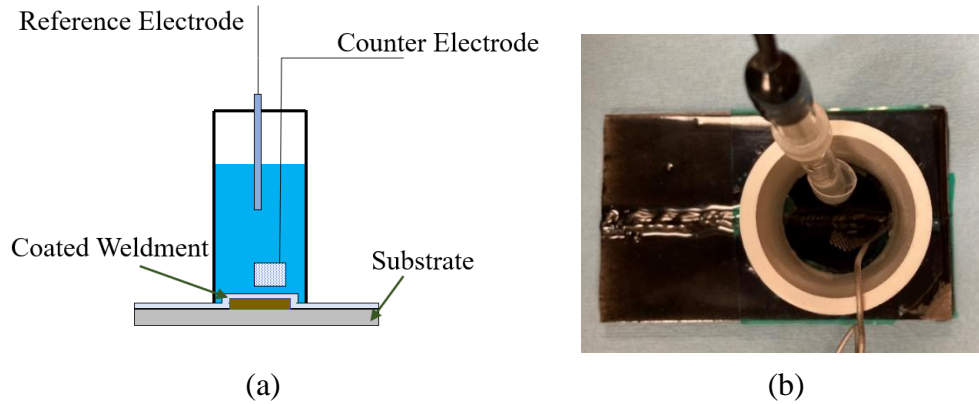 Reference Electrode
Counter Electrode
Coated Weldment
Substrate
(a)
(b)